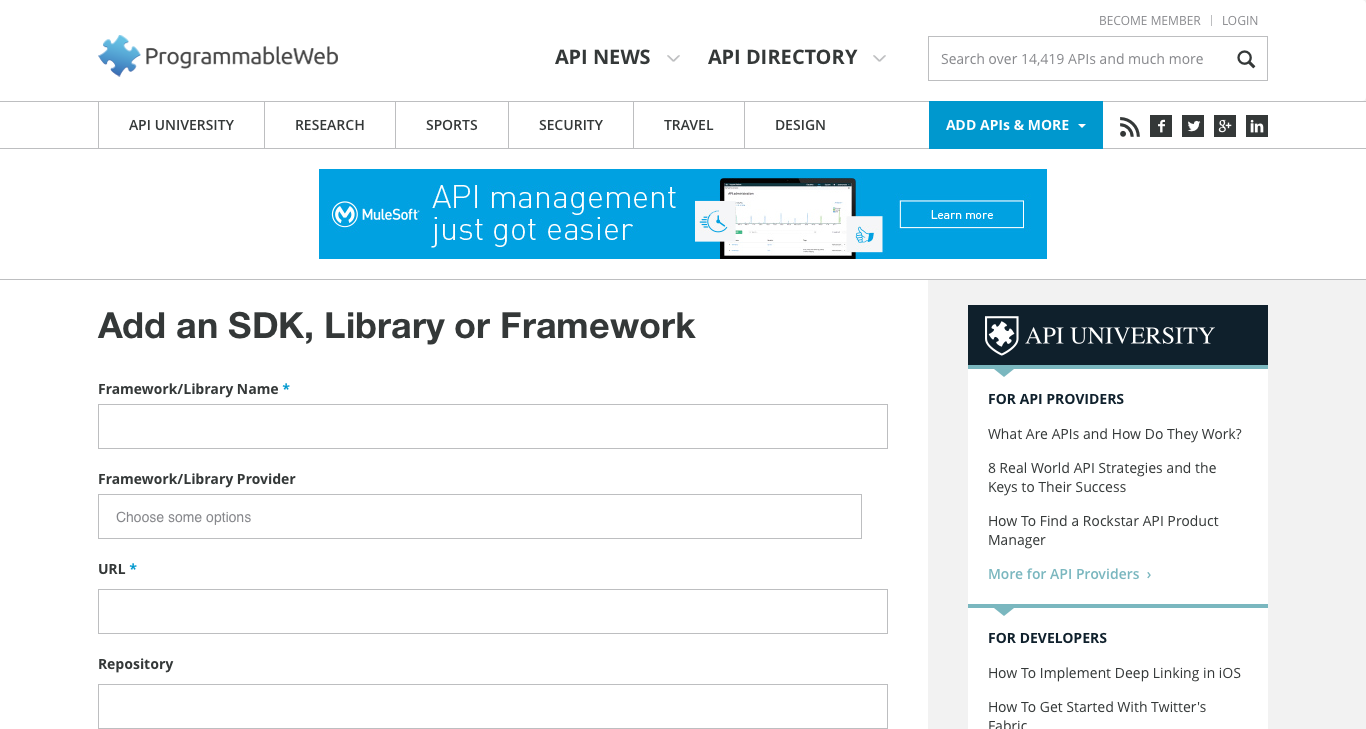 BECOME MEMBER
LOGIN
ProgrammableWeb
API NEWS
API DIRECTORY
Search over 14,419 APIs and much more
API UNIVERSITY
RESEARCH
SPORTS
SECURITY
TRAVEL
DESIGN
ADD APIs & MORE
MuleSoft
API management
just got easier
Learn more
Add an SDK, Library or Framework
Framework/Library Name *
Framework/Library Provider
Choose some options
URL *
Repository
API UNIVERSITY
FOR API PROVIDERS
What Are APIs and How Do They Work?
8 Real World API Strategies and the
Keys to Their Success
How To Find a Rockstar API Product
Manager
More for API Providers ›
FOR DEVELOPERS
How To Implement Deep Linking in iOS
How To Get Started With Twitter's
Fabric